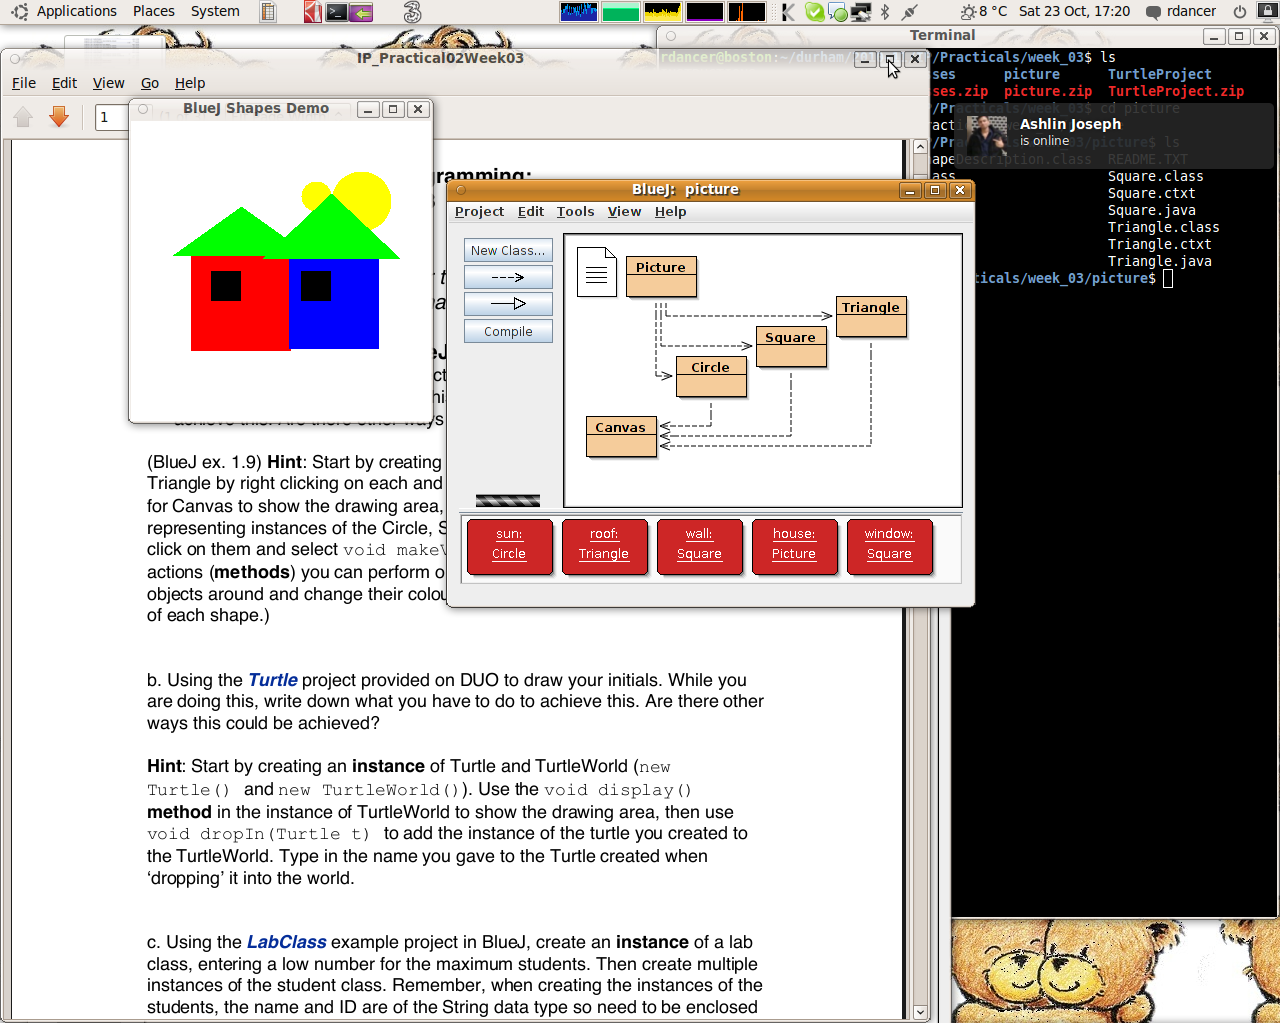 Applications Places System 8 °C Sat 23 Oct, 17:20 rdancer
Terminal
IP_Practical02Week03
File Edit View Go Help
1
BlueJ Shapes Demo
rdancer@boston:~/durham/
/Practicals/week_03$ ls
ses picture TurtleProject
ses.zip picture.zip TurtleProject.zip
/Practicals/week_03$ cd picture
/picture$ ls
apeDescription.class README.TXT
ass Square.class
Square.ctxt
Square.java
Triangle.class
Triangle.ctxt
Triangle.java
ticals/week_03/picture$
Ashlin Joseph
is online
gramming:
BlueJ: picture
Project Edit Tools View Help
New Class...
Compile
Picture
Triangle
Square
Circle
Canvas
sun:
Circle
roof:
Triangle
wall:
Square
house:
Picture
window:
Square
(BlueJ ex. 1.9) Hint: Start by creating
Triangle by right clicking on each and
for Canvas to show the drawing area,
representing instances of the Circle, S
click on them and select void makeV
actions (methods) you can perform o
objects around and change their colou
of each shape.)
b. Using the Turtle project provided on DUO to draw your initials. While you
are doing this, write down what you have to do to achieve this. Are there other
ways this could be achieved?
Hint: Start by creating an instance of Turtle and TurtleWorld (new
Turtle() and new TurtleWorld()). Use the void display()
method in the instance of TurtleWorld to show the drawing area, then use
void dropIn(Turtle t) to add the instance of the turtle you created to
the TurtleWorld. Type in the name you gave to the Turtle created when
‘dropping’ it into the world.
c. Using the LabClass example project in BlueJ, create an instance of a lab
class, entering a low number for the maximum students. Then create multiple
instances of the student class. Remember, when creating the instances of the
students, the name and ID are of the String data type so need to be enclosed